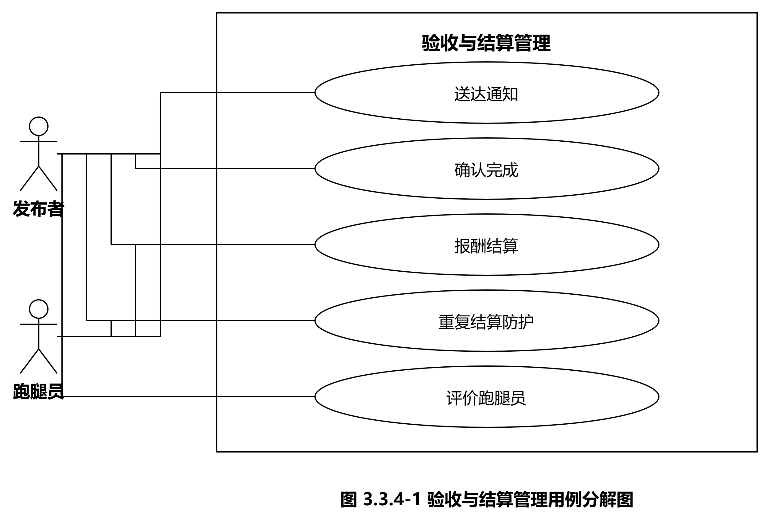 验收与结算管理
送达通知
确认完成
发布者
报酬结算
重复结算防护
跑腿员
评价跑腿员
图 3.3.4-1 验收与结算管理用例分解图